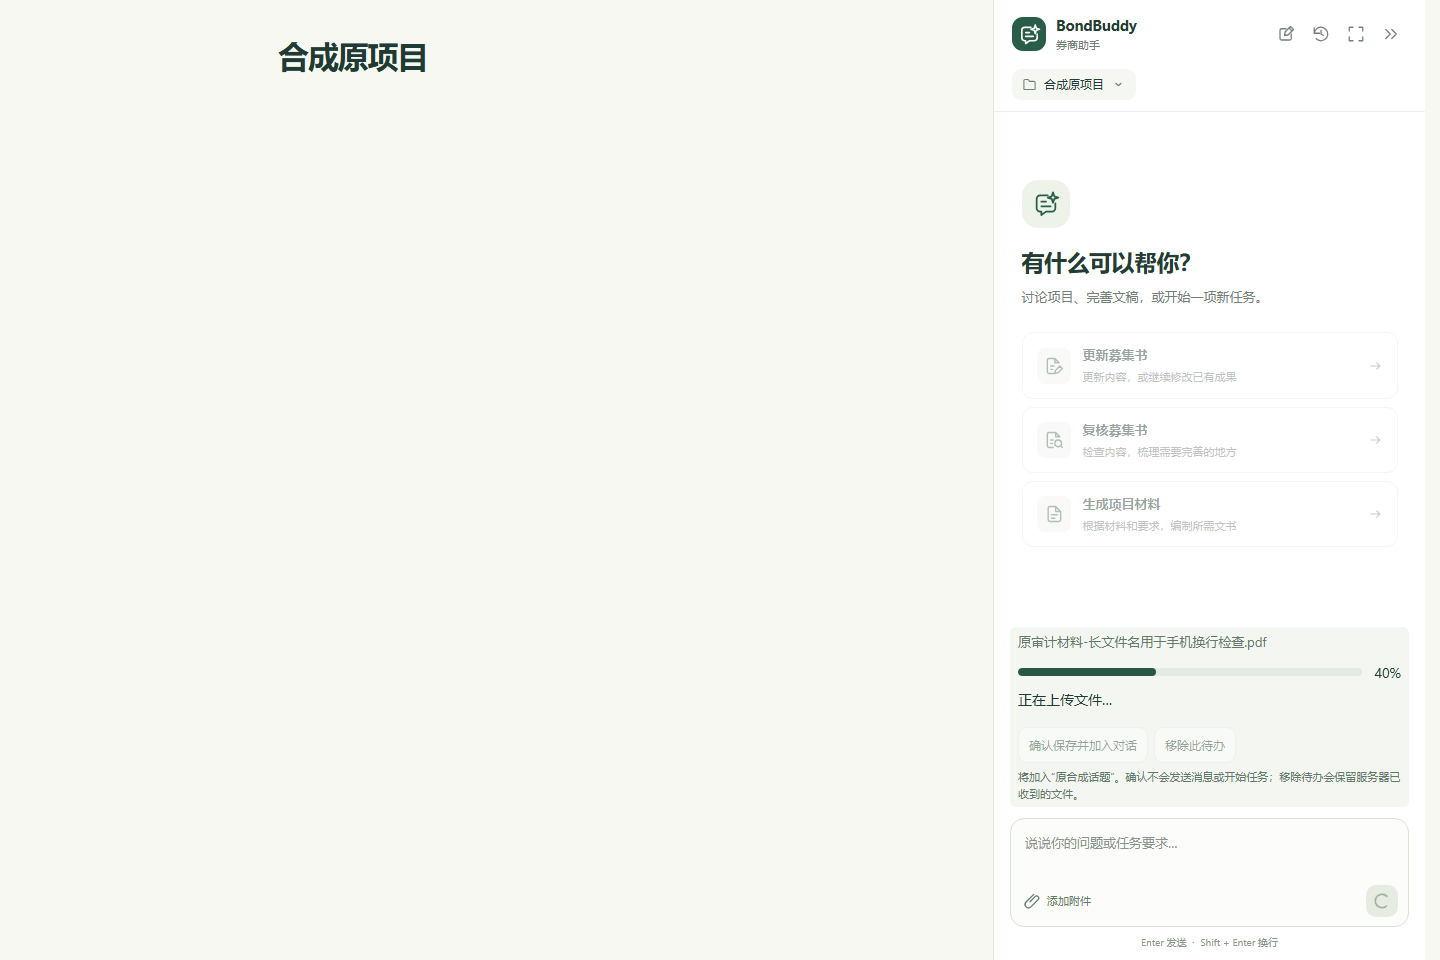 合成原项目
BondBuddy
券商助手
合成原项目
有什么可以帮你？
讨论项目、完善文稿，或开始一项新任务。
更新募集书
更新内容，或继续修改已有成果
复核募集书
检查内容，梳理需要完善的地方
生成项目材料
根据材料和要求，编制所需文书
原审计材料-长文件名用于手机换行检查.pdf
40%
正在上传文件...
确认保存并加入对话
移除此待办
将加入“原合成话题”。确认不会发送消息或开始任务；移除待办会保留服务器已
收到的文件。
说说你的问题或任务要求...
添加附件
Enter 发送 · Shift + Enter 换行